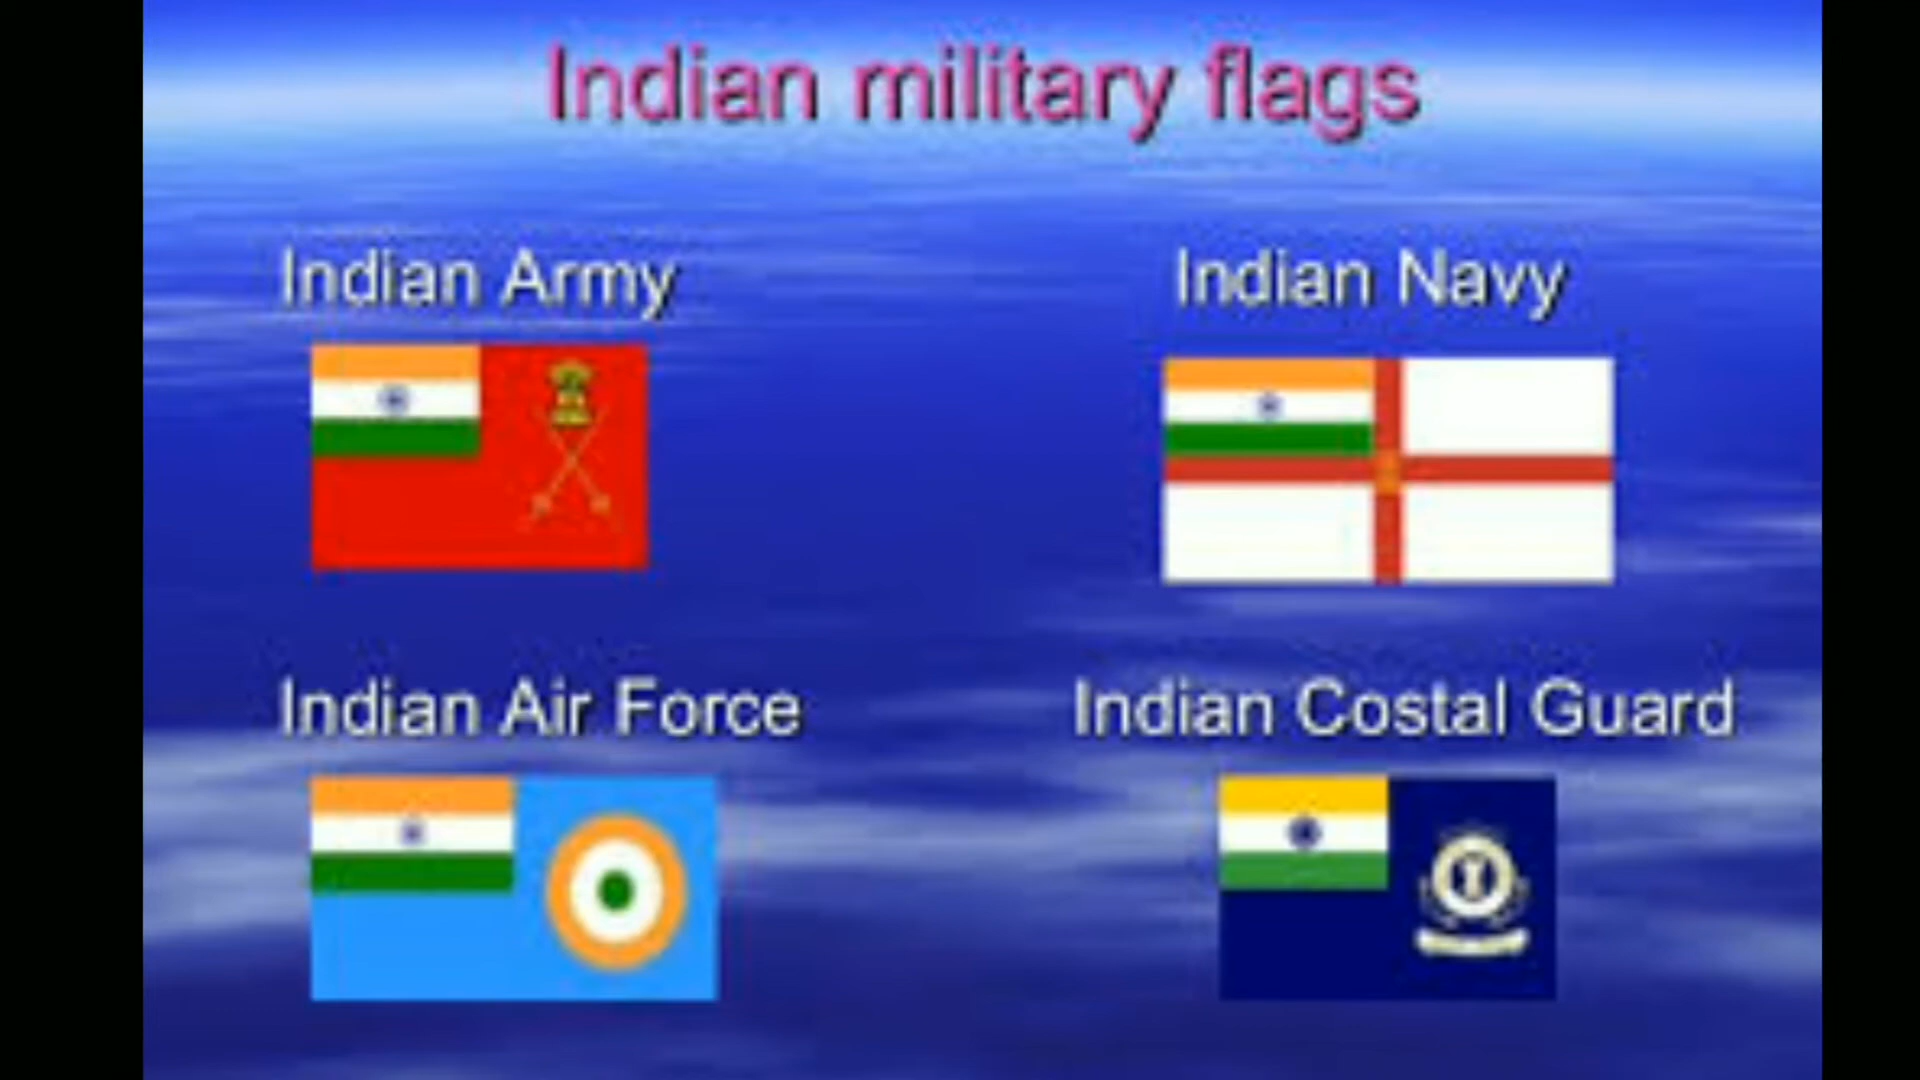 Indian military flags
Indian Army
Indian Navy
Indian Air Force
Indian Costal Guard